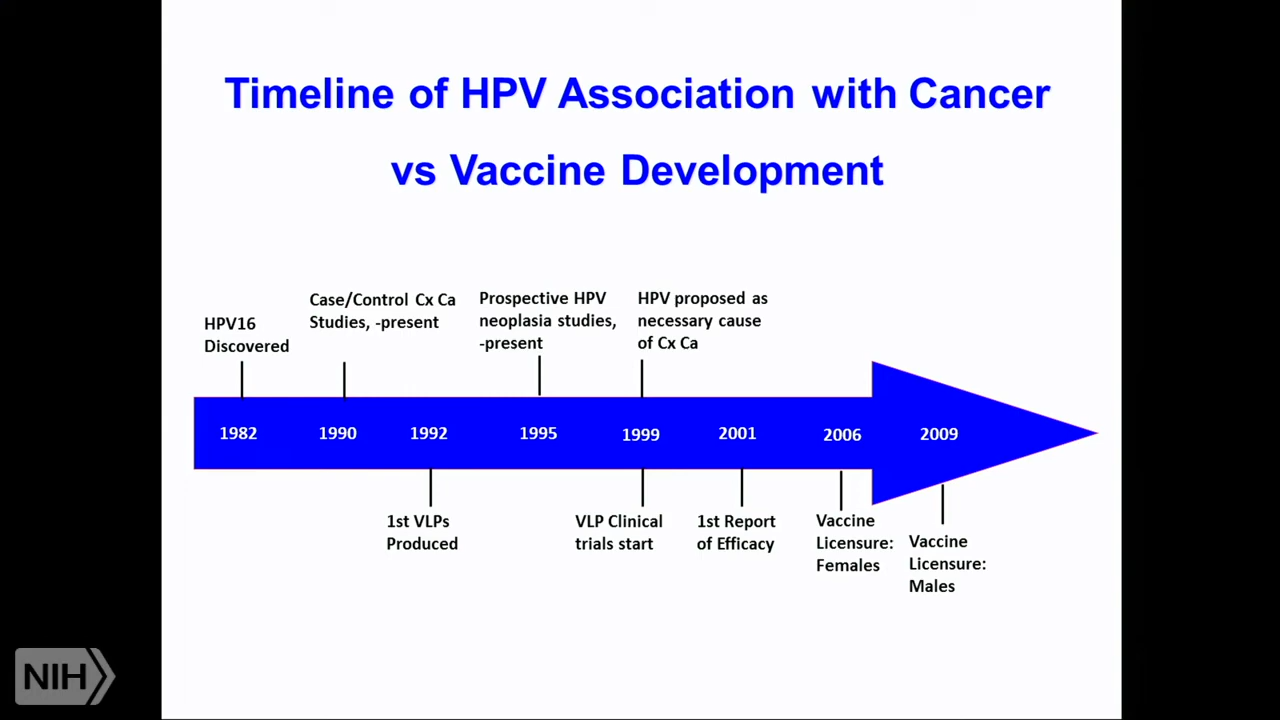 Timeline of HPV Association with Cancer
vs Vaccine Development
HPV16
Discovered
Case/Control Cx Ca
Studies, -present
Prospective HPV
neoplasia studies,
-present
HPV proposed as
necessary cause
of Cx Ca
1982 1990 1992 1995 1999 2001 2006 2009
1st VLPs
Produced
VLP Clinical
trials start
1st Report
of Efficacy
Vaccine
Licensure:
Females
Vaccine
Licensure:
Males
NIH